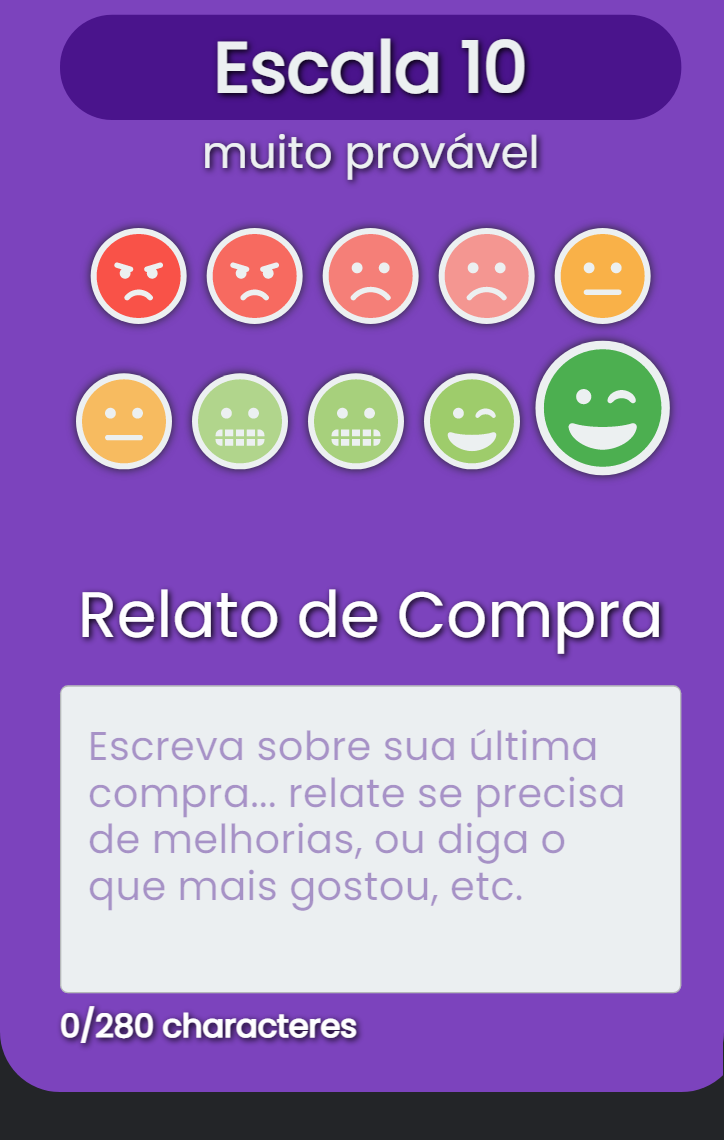 Escala 10
muito provável
Relato de Compra
Escreva sobre sua última
compra... relate se precisa
de melhorias, ou diga o
que mais gostou, etc.
0/280 characteres